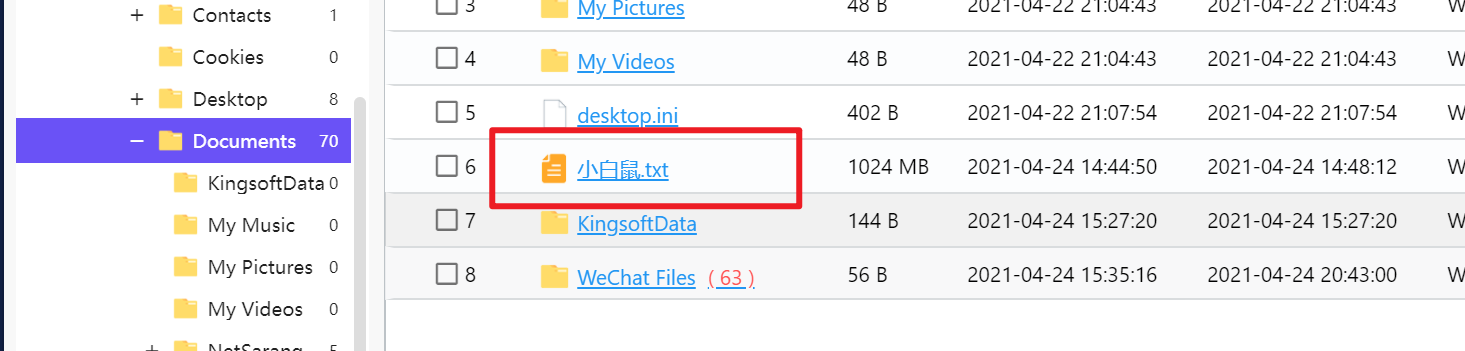 + Contacts 1
Cookies 0
+ Desktop 8
− Documents 70
KingsoftData 0
My Music 0
My Pictures 0
My Videos 0
3 My Pictures 48 B 2021-04-22 21:04:43 2021-04-22 21:04:43
4 My Videos 48 B 2021-04-22 21:04:43 2021-04-22 21:04:43
5 desktop.ini 402 B 2021-04-22 21:07:54 2021-04-22 21:07:54
6 小白鼠.txt 1024 MB 2021-04-24 14:44:50 2021-04-24 14:48:12
7 KingsoftData 144 B 2021-04-24 15:27:20 2021-04-24 15:27:20
8 WeChat Files ( 63 ) 56 B 2021-04-24 15:35:16 2021-04-24 20:43:00